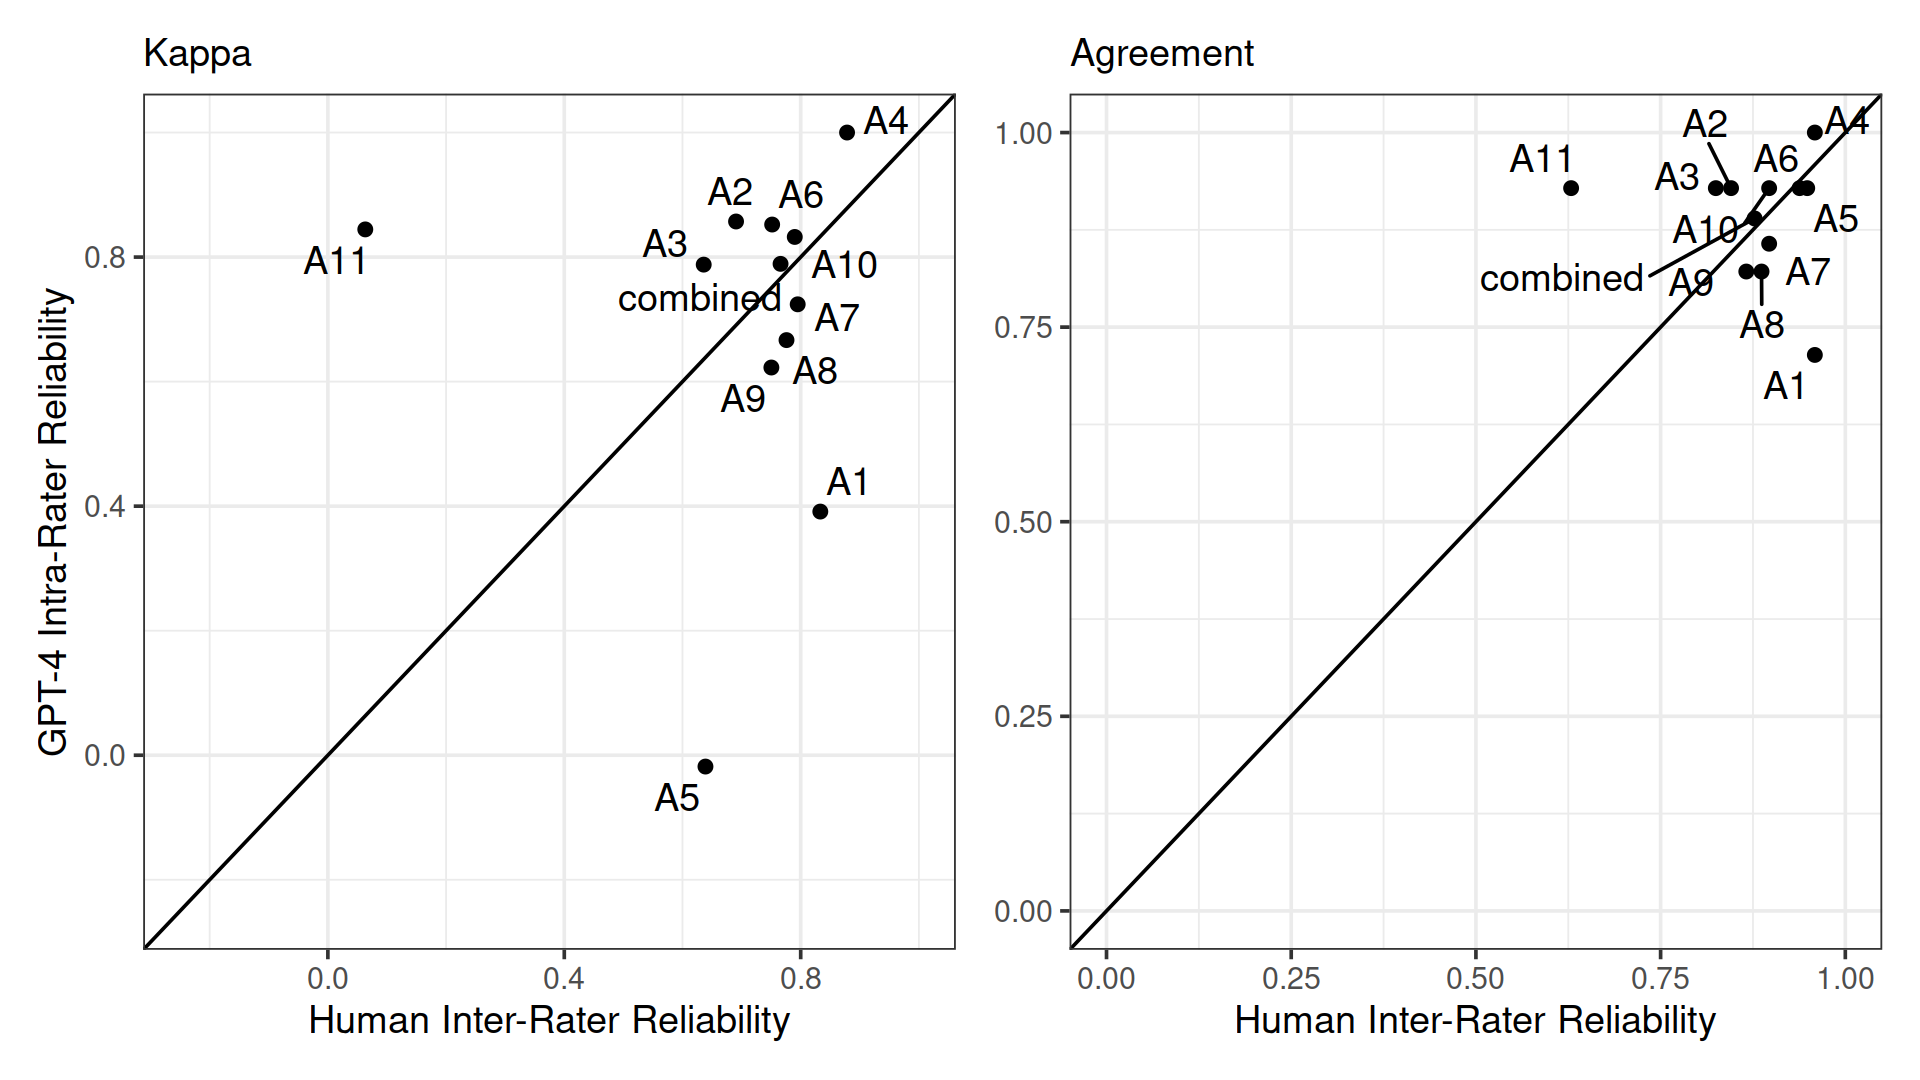 Kappa
A4
A2
A6
A3
A11
A10
combined
A7
A8
A9
A1
A5
0.8
0.4
0.0
0.0
0.4
0.8
Human Inter-Rater Reliability
GPT-4 Intra-Rater Reliability
Agreement
A4
A2
A6
A11
A3
A5
A10
combined
A9
A7
A8
A1
1.00
0.75
0.50
0.25
0.00
0.00
0.25
0.50
0.75
1.00
Human Inter-Rater Reliability